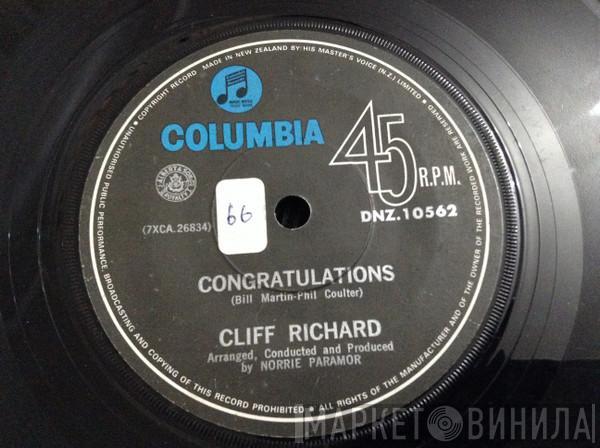 UNAUTHORISED PUBLIC PERFORMANCE, BROADCASTING AND COPYING OF THIS RECORD PROHIBITED • ALL RIGHTS OF THE MANUFACTURER AND OF THE OWNER OF THE RECORDED WORK ARE RESERVED
COPYRIGHT RECORD MADE IN NEW ZEALAND BY: HIS MASTER'S VOICE (N.Z.) LIMITED •
COLUMBIA
45
R.P.M.
DNZ.10562
(7XCA.26834)
66
CONGRATULATIONS
(Bill Martin-Phil Coulter)
CLIFF RICHARD
Arranged, Conducted and Produced
by NORRIE PARAMOR
МАРКЕТ ВИНИЛА